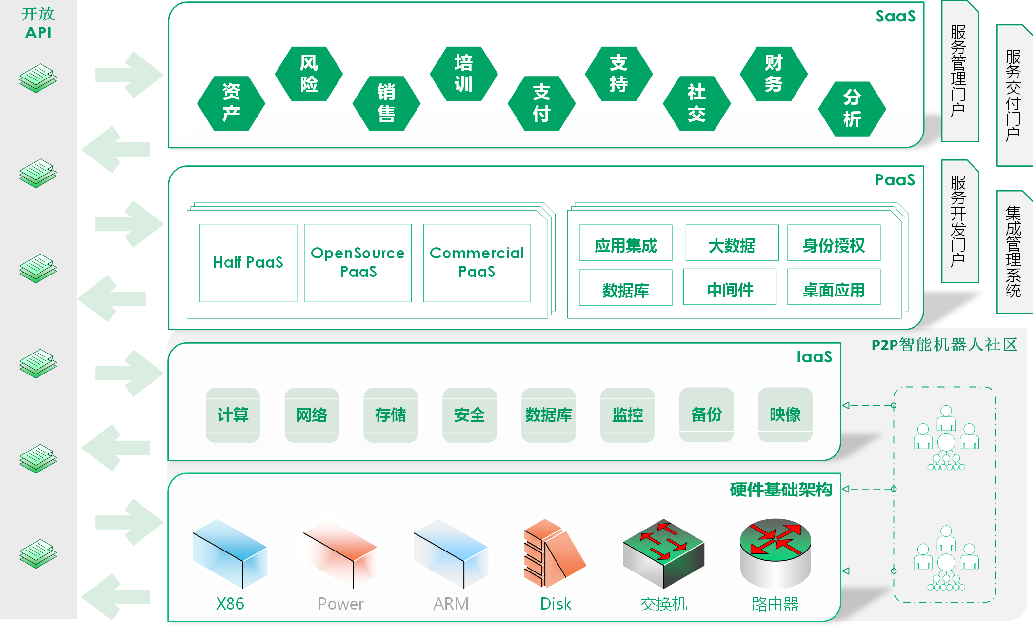 开放
API
SaaS
资产
风险
销售
培训
支付
支持
社交
财务
分析
服务管理门户
服务交付门户
PaaS
Half PaaS
OpenSource
PaaS
Commercial
PaaS
应用集成
大数据
身份授权
数据库
中间件
桌面应用
服务开发门户
集成管理系统
IaaS
计算
网络
存储
安全
数据库
监控
备份
映像
P2P智能机器人社区
硬件基础架构
X86
Power
ARM
Disk
交换机
路由器